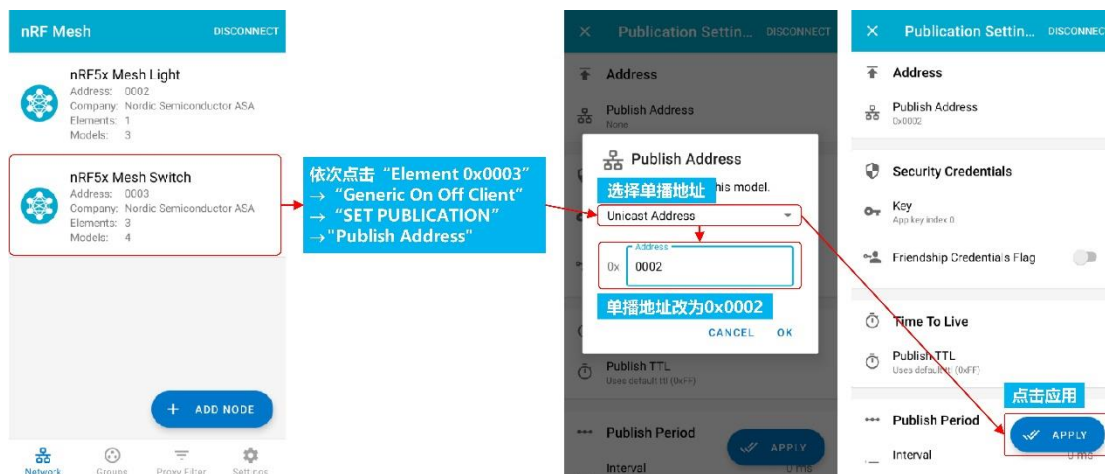 nRF Mesh
DISCONNECT
nRF5x Mesh Light
Address: 0002
Company: Nordic Semiconductor ASA
Elements: 1
Models: 3
nRF5x Mesh Switch
Address: 0003
Company: Nordic Semiconductor ASA
Elements: 3
Models: 4
+ ADD NODE
Network
Groups
Proxy Filter
Settings
依次点击 “Element 0x0003”
→ “Generic On Off Client”
→ “SET PUBLICATION”
→"Publish Address"
Publication Settin...
DISCONNECT
Address
Publish Address
None
Publish Address
选择单播地址
his model.
Unicast Address
Address
0x
0002
单播地址改为0x0002
CANCEL
OK
Publish TTL
Uses default ttl (0xFF)
Publish Period
APPLY
Interval
0 ms
Publication Settin...
DISCONNEC
Address
Publish Address
0x0002
Security Credentials
Key
App key index 0
Friendship Credentials Flag
Time To Live
Publish TTL
Uses default ttl (0xFF)
点击应用
Publish Period
APPLY
Interval
0 ms